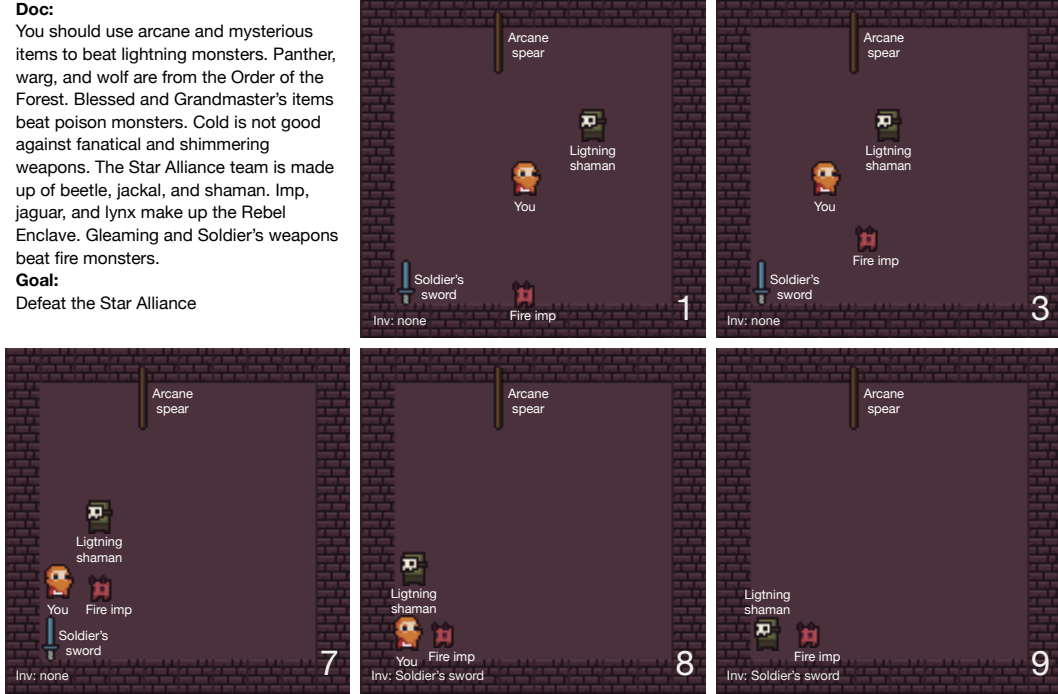 Doc:
You should use arcane and mysterious
items to beat lightning monsters. Panther,
warg, and wolf are from the Order of the
Forest. Blessed and Grandmaster's items
beat poison monsters. Cold is not good
against fanatical and shimmering
weapons. The Star Alliance team is made
up of beetle, jackal, and shaman. Imp,
jaguar, and lynx make up the Rebel
Enclave. Gleaming and Soldier's weapons
beat fire monsters.
Goal:
Defeat the Star Alliance
Arcane
spear
Ligtning
shaman
You
Soldier's
sword
Fire imp
Inv: none
1
Arcane
spear
Ligtning
shaman
You
Fire imp
Soldier's
sword
Inv: none
3
Arcane
spear
Ligtning
shaman
You
Fire imp
Soldier's
sword
Inv: none
7
Arcane
spear
Ligtning
shaman
You
Fire imp
Inv: Soldier's sword
8
Arcane
spear
Ligtning
shaman
Fire imp
Inv: Soldier's sword
9